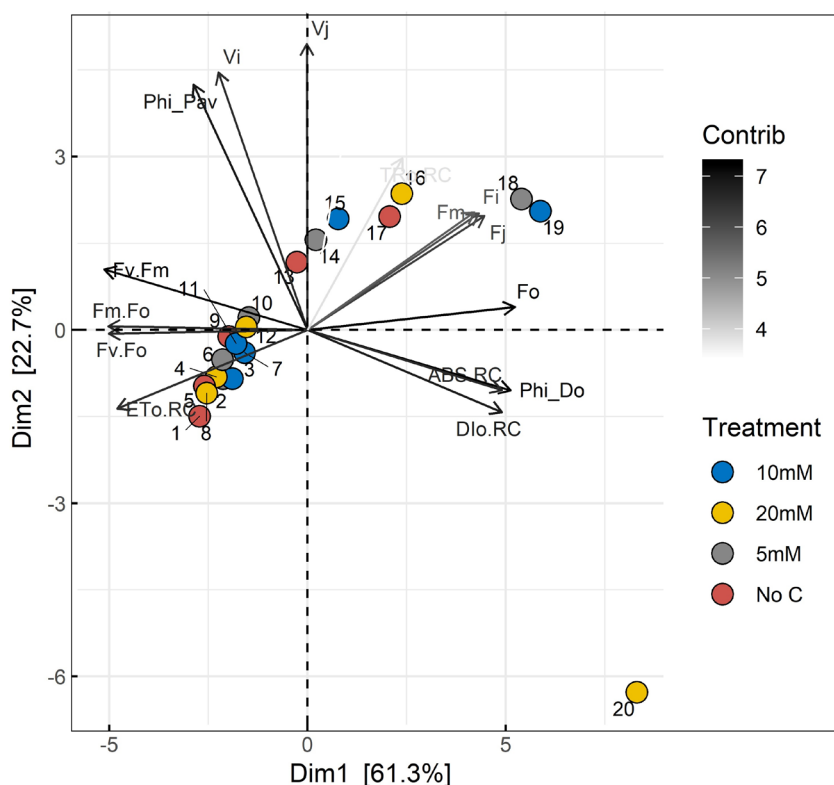 Vj
Vi
Phi_Pav
3
TRo.RC
16
15
Fi
18
Fm
17
Fj
19
14
13
Fv.Fm
11
10
Fo
Fm.Fo
9
0
12
Fv.Fo
6
7
4
3
ABS.RC
Phi_Do
5
2
ETo.RC
DIo.RC
1
8
-3
-6
20
-5
0
5
Dim1 [61.3%]
Dim2 [22.7%]
Contrib
7
6
5
4
Treatment
10mM
20mM
5mM
No C